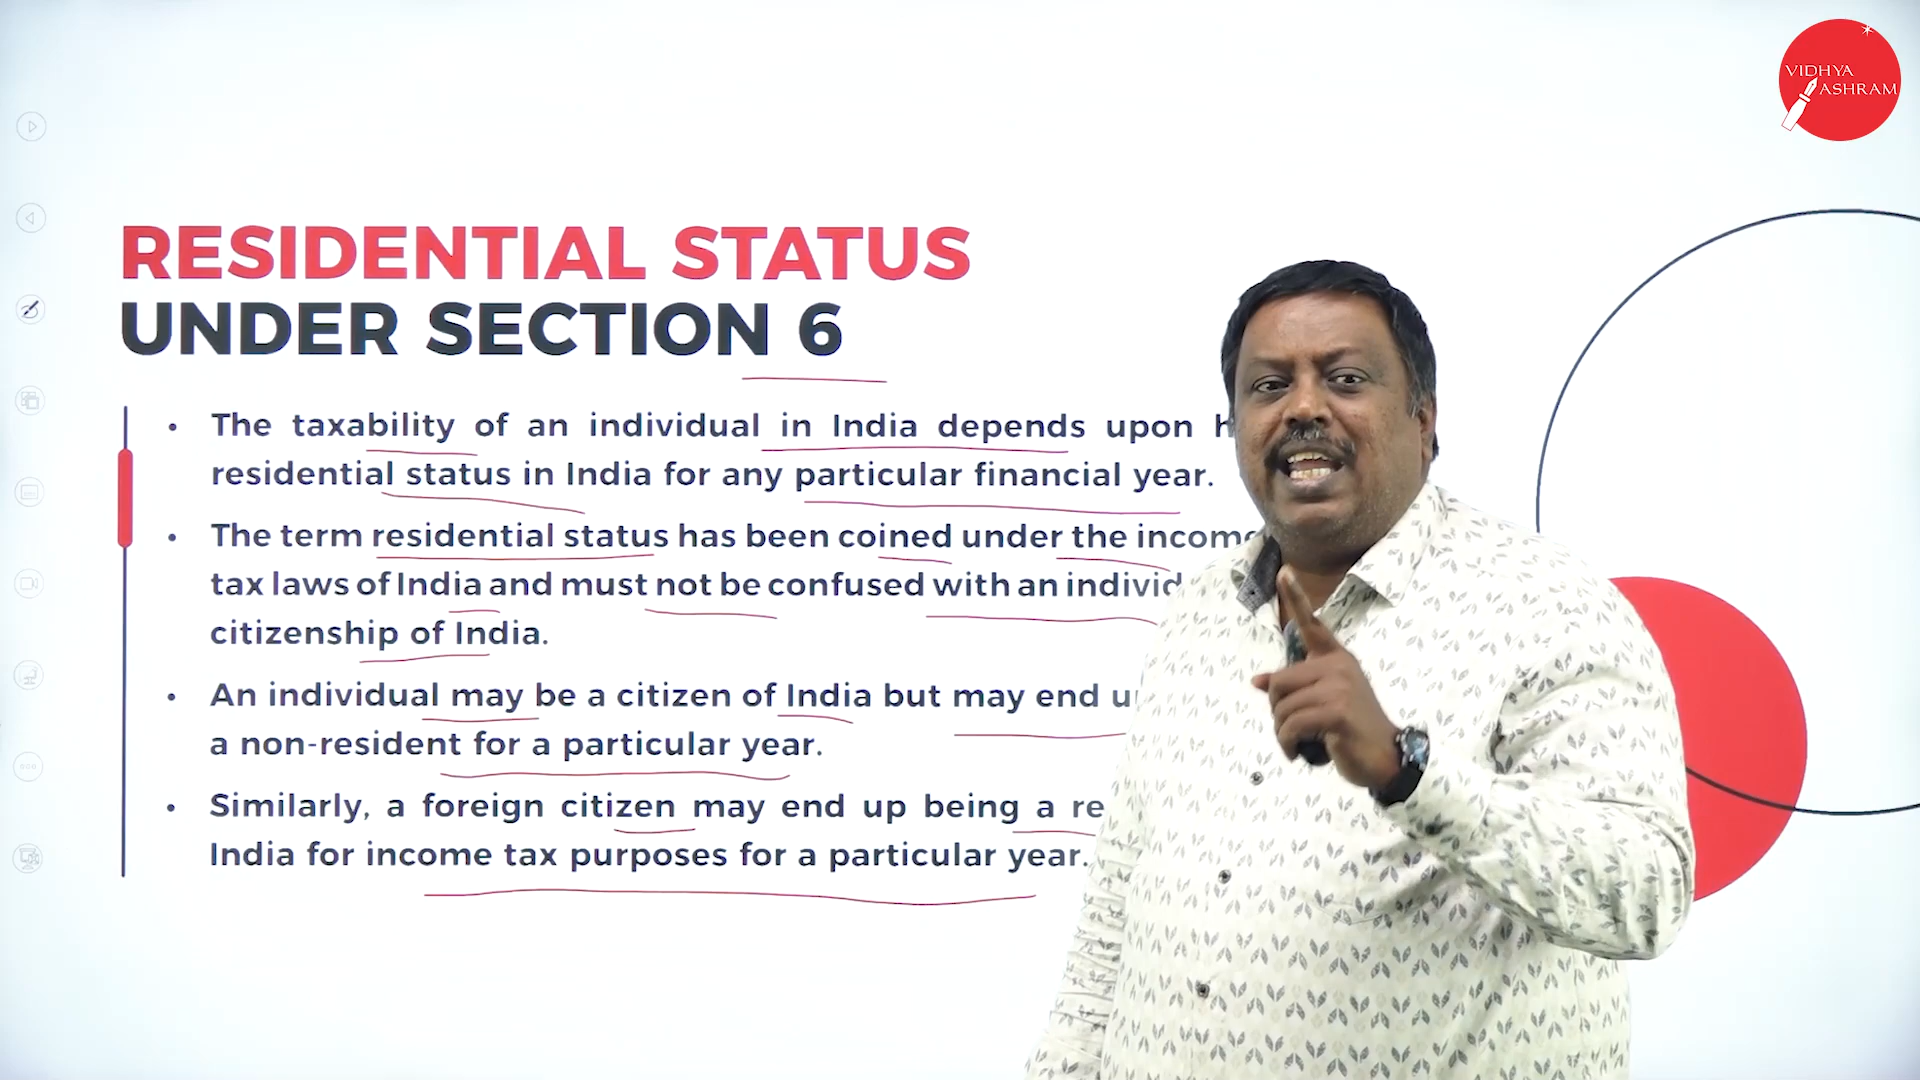 VIDHYA
ASHRAM
RESIDENTIAL STATUS
UNDER SECTION 6
• The taxability of an individual in India depends upon
residential status in India for any particular financial year.
• The term residential status has been coined under the income
tax laws of India and must not be confused with an
citizenship of India.
• An individual may be a citizen of India but may end
a non-resident for a particular year.
• Similarly, a foreign citizen may end up being a
India for income tax purposes for a particular year.